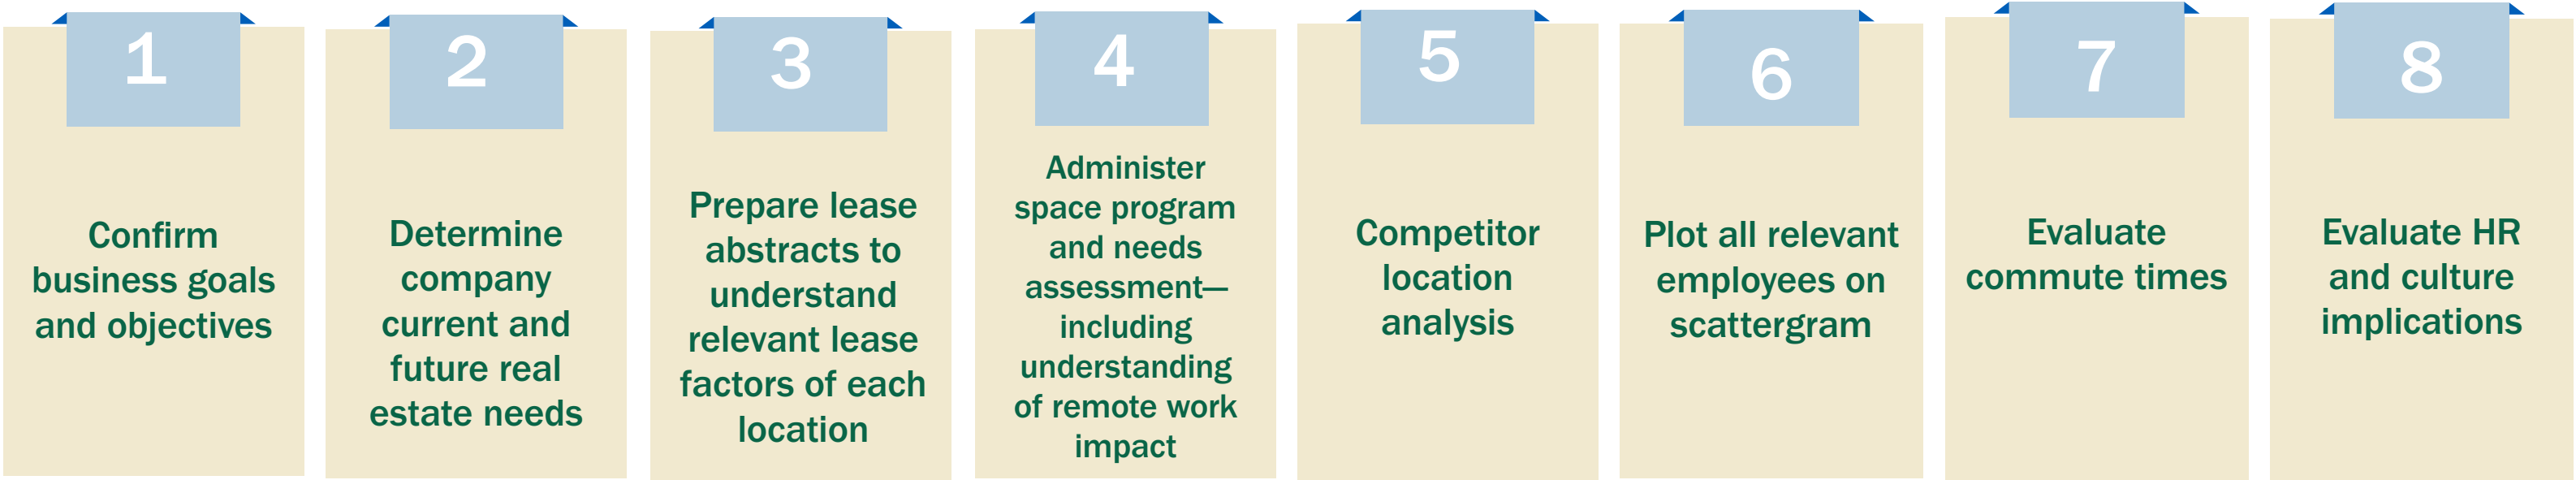 1
Confirm
business goals
and objectives
2
Determine
company
current and
future real
estate needs
3
Prepare lease
abstracts to
understand
relevant lease
factors of each
location
4
Administer
space program
and needs
assessment—
including
understanding
of remote work
impact
5
Competitor
location
analysis
6
Plot all relevant
employees on
scattergram
7
Evaluate
commute times
8
Evaluate HR
and culture
implications